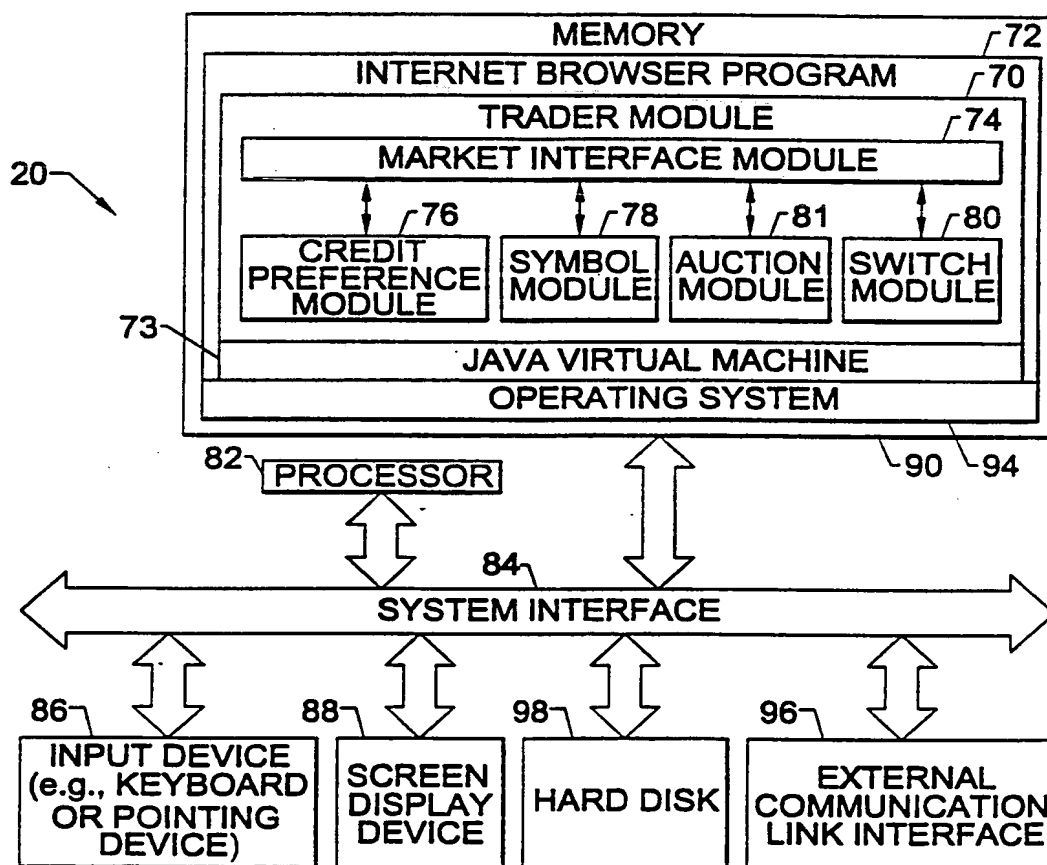 MEMORY
72
INTERNET BROWSER PROGRAM
70
TRADER MODULE
74
MARKET INTERFACE MODULE
20
76
78
81
80
CREDIT
PREFERENCE
MODULE
SYMBOL
MODULE
AUCTION
MODULE
SWITCH
MODULE
73
JAVA VIRTUAL MACHINE
OPERATING SYSTEM
82
PROCESSOR
90
94
84
SYSTEM INTERFACE
86
88
98
96
INPUT DEVICE
(e.g., KEYBOARD
OR POINTING
DEVICE)
SCREEN
DISPLAY
DEVICE
HARD DISK
EXTERNAL
COMMUNICATION
LINK INTERFACE